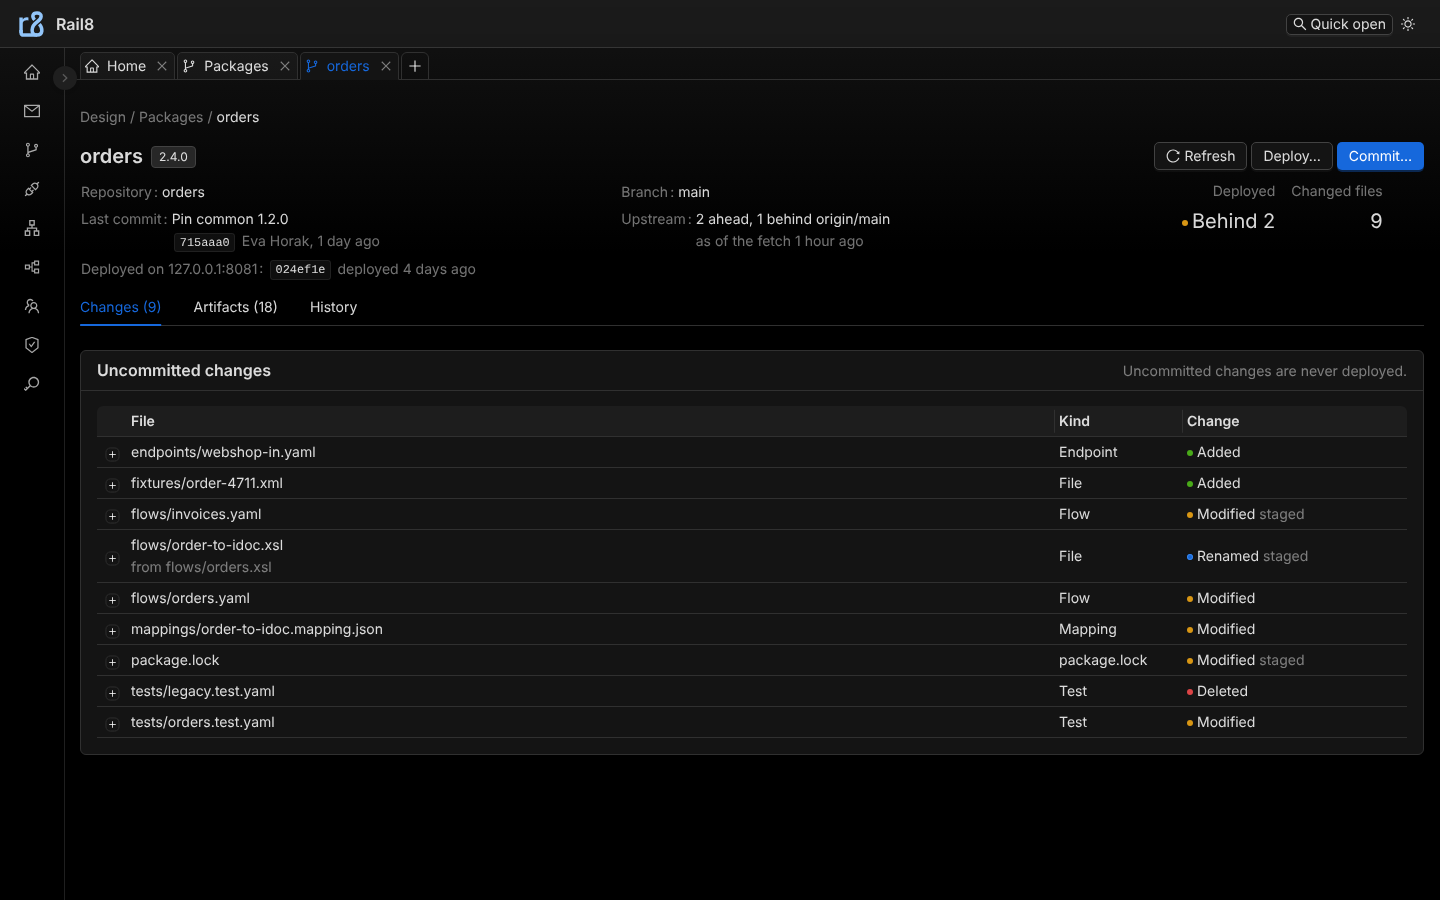 Rail8
Quick open
Home
Packages
orders
Design / Packages / orders
orders 2.4.0
Refresh
Deploy...
Commit...
Repository: orders
Branch: main
Deployed
Changed files
Last commit: Pin common 1.2.0
Upstream: 2 ahead, 1 behind origin/main
Behind 2
9
715aaa0 Eva Horak, 1 day ago
as of the fetch 1 hour ago
Deployed on 127.0.0.1:8081: 024ef1e deployed 4 days ago
Changes (9)
Artifacts (18)
History
Uncommitted changes
Uncommitted changes are never deployed.
File Kind Change
endpoints/webshop-in.yaml Endpoint Added
fixtures/order-4711.xml File Added
flows/invoices.yaml Flow Modified staged
flows/order-to-idoc.xsl
from flows/orders.xsl File Renamed staged
flows/orders.yaml Flow Modified
mappings/order-to-idoc.mapping.json Mapping Modified
package.lock package.lock Modified staged
tests/legacy.test.yaml Test Deleted
tests/orders.test.yaml Test Modified